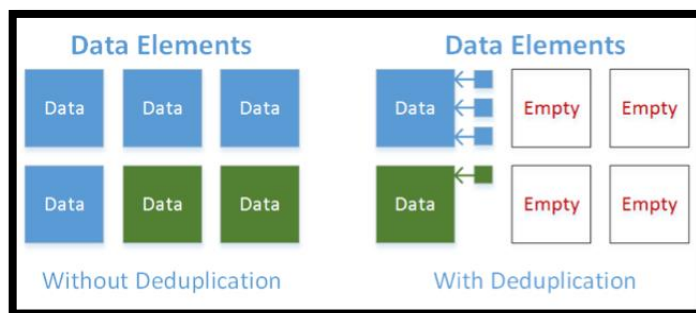 Data Elements
Data Data Data
Data Data Data
Without Deduplication
Data Elements
Data Empty Empty
Data Empty Empty
With Deduplication